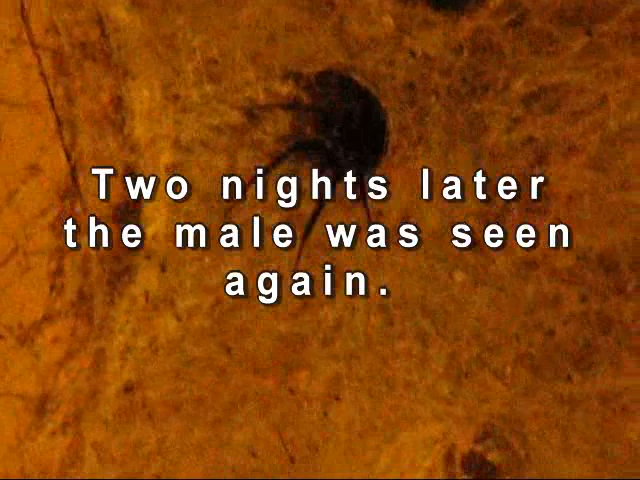 Two nights later
the male was seen
again.